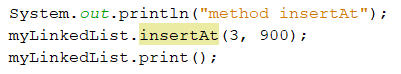 System.out.println("method insertAt");
myLinkedList.insertAt(3, 900);
myLinkedList.print();